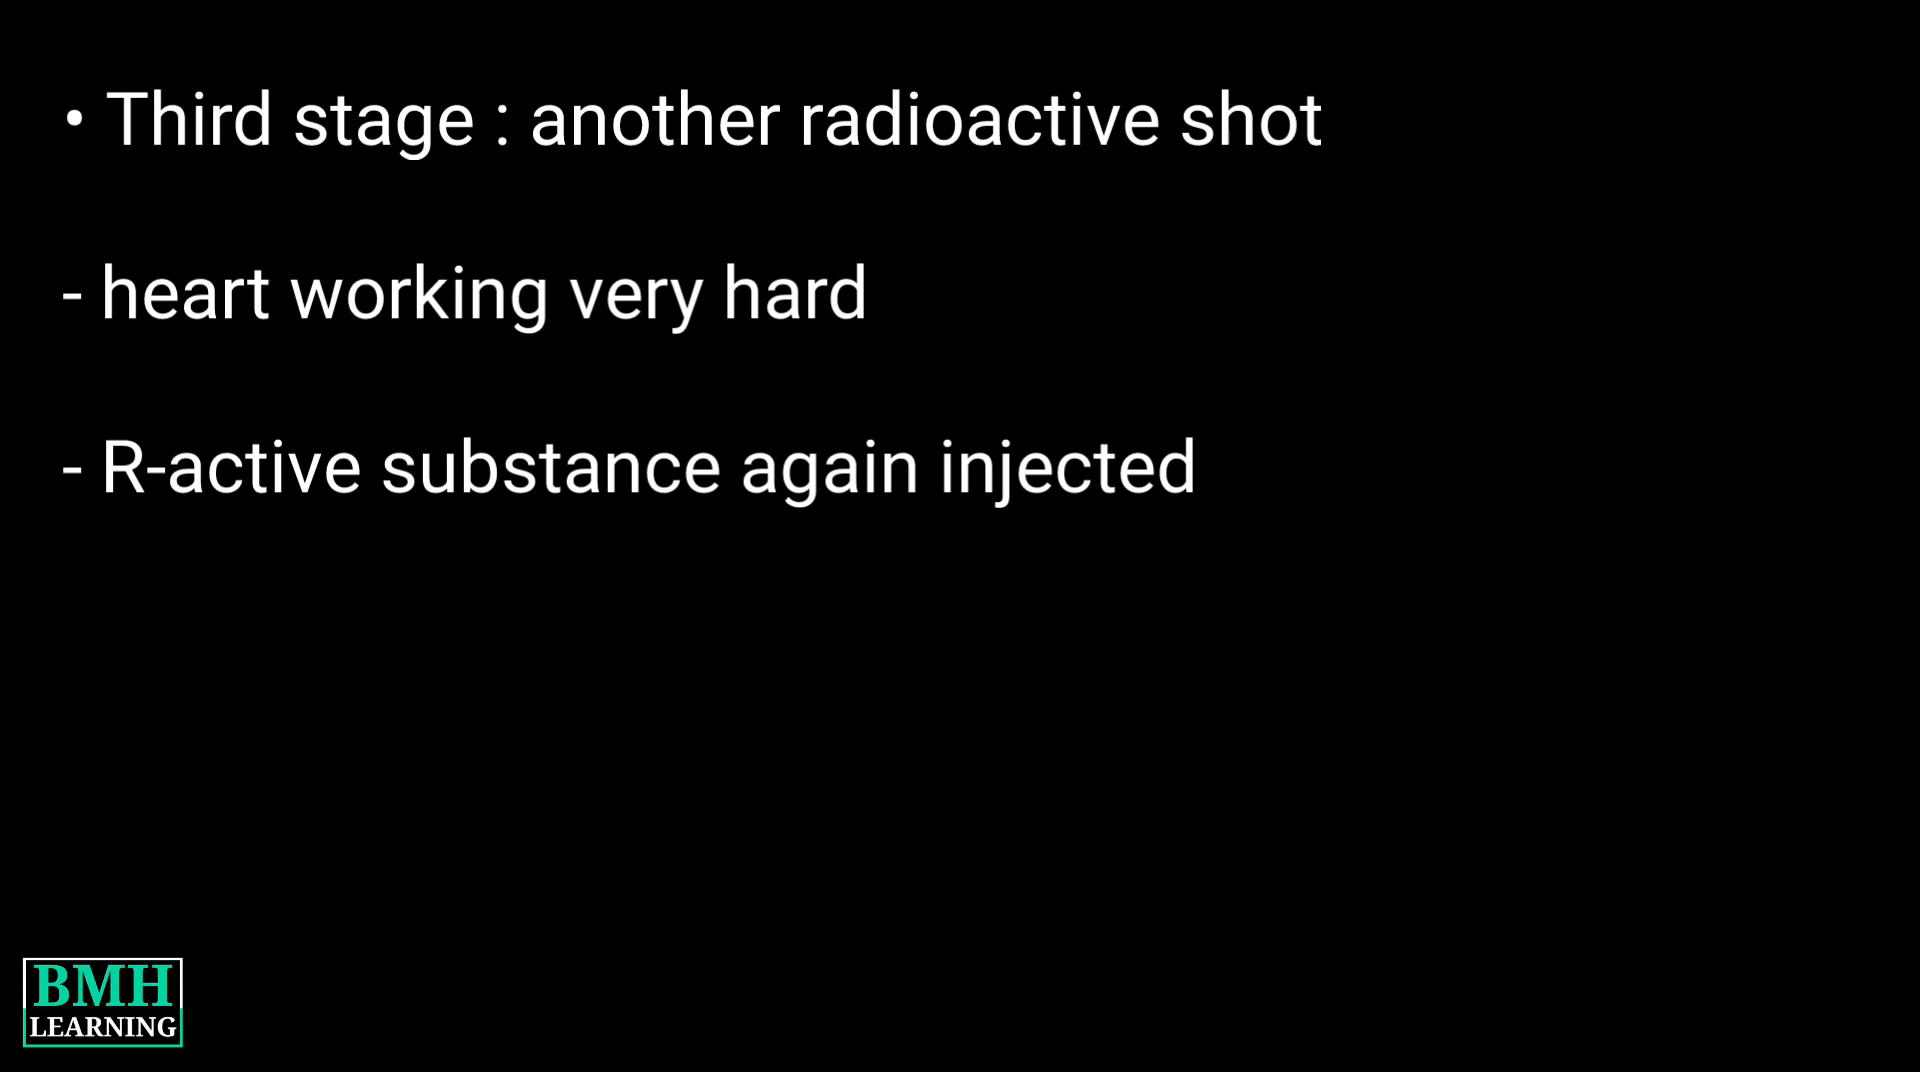 • Third stage : another radioactive shot
- heart working very hard
- R-active substance again injected
BMH
LEARNING